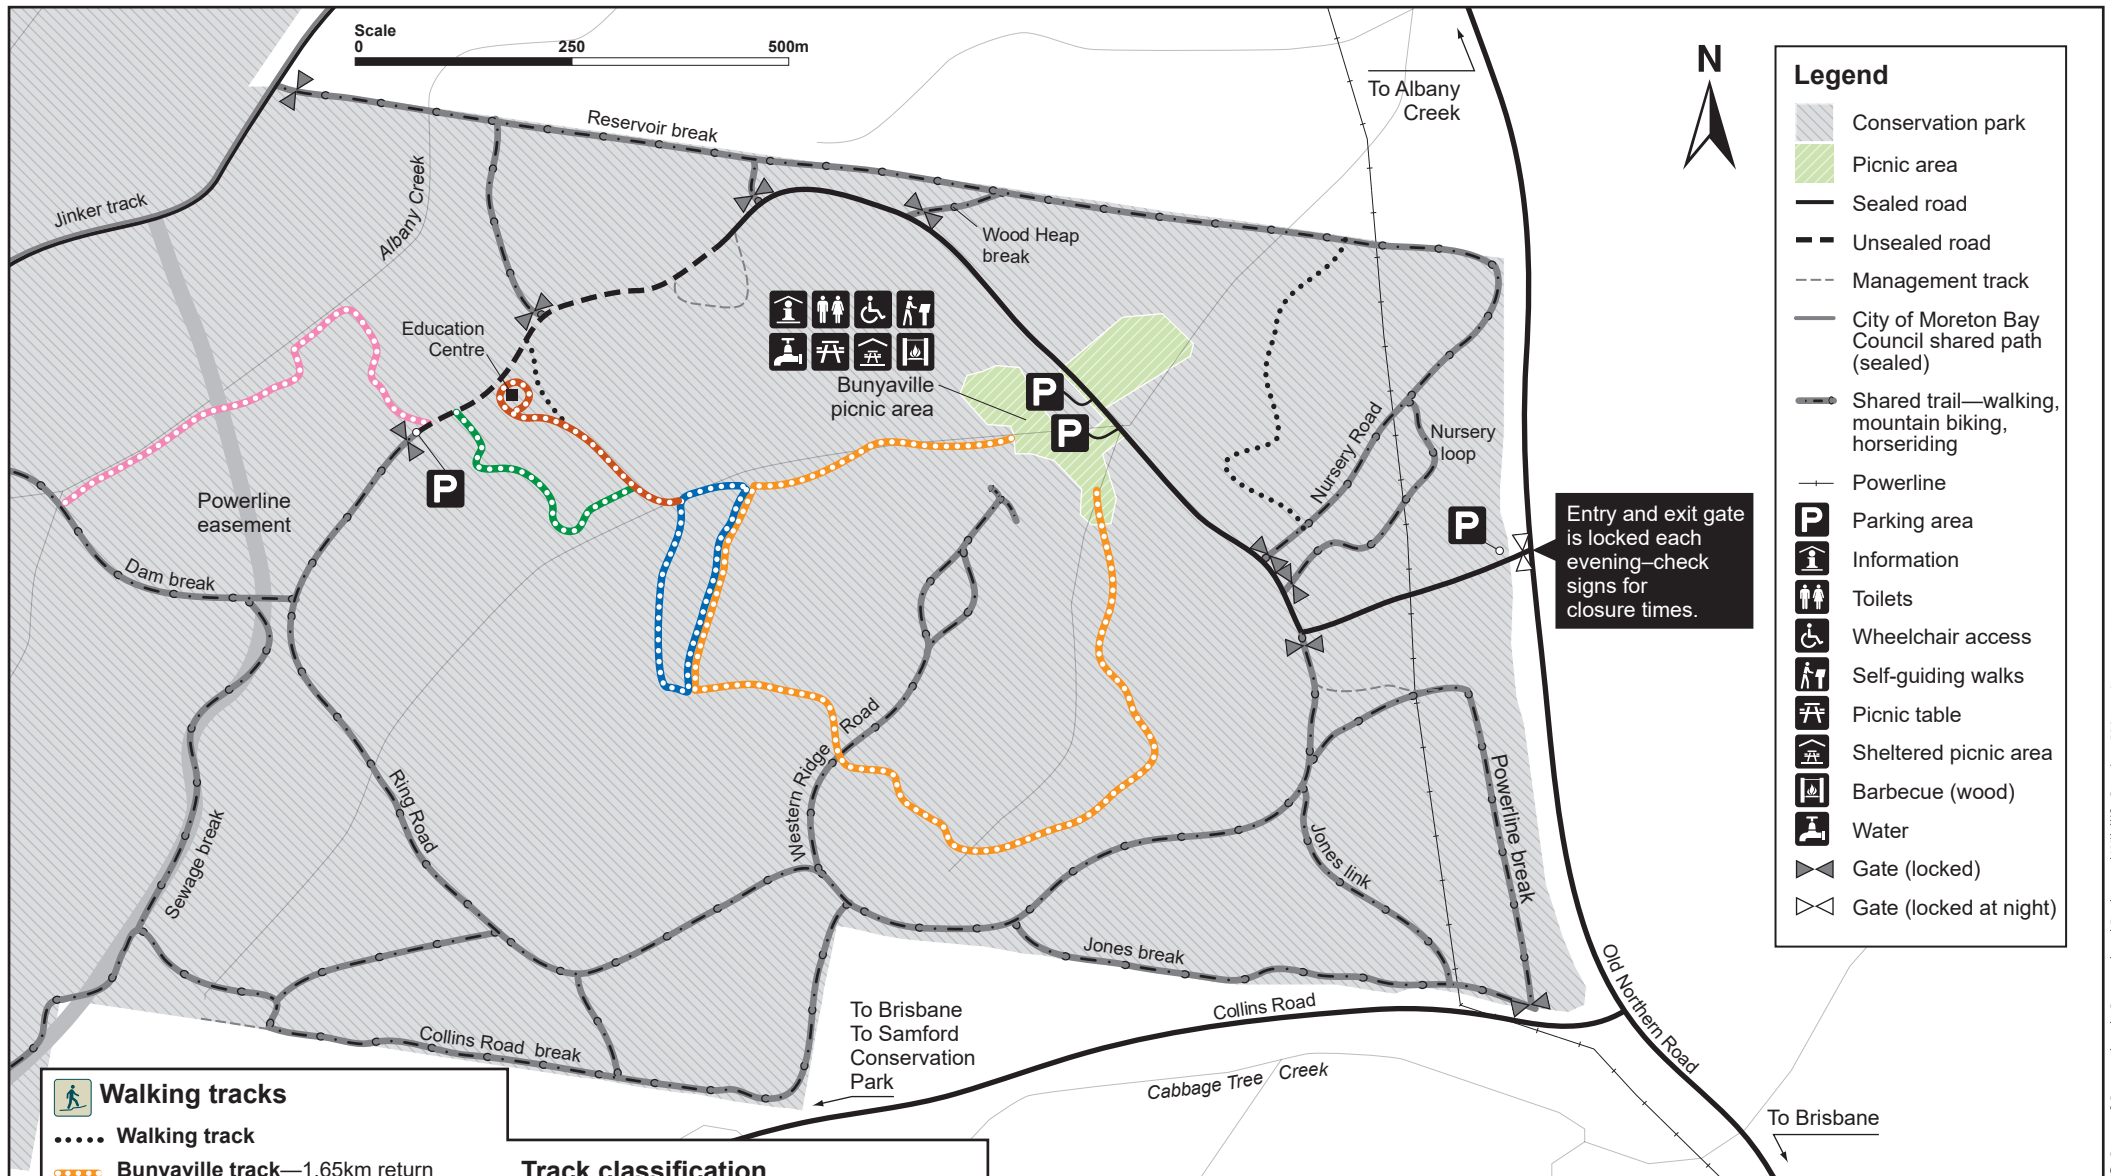 Scale
0 250 500m
To Albany
Creek
N
Legend
Conservation park
Picnic area
Sealed road
Unsealed road
Management track
City of Moreton Bay
Council shared path
(sealed)
Shared trail—walking,
mountain biking,
horseriding
Powerline
P Parking area
Information
Toilets
Wheelchair access
Self-guiding walks
Picnic table
Sheltered picnic area
Barbecue (wood)
Water
Gate (locked)
Gate (locked at night)
Reservoir break
Jinker track
Albany Creek
Wood Heap
break
Education
Centre
Bunyaville
picnic area
P
P
P
P
Nursery Road
Nursery
loop
Powerline
easement
Dam break
Entry and exit gate
is locked each
evening–check
signs for
closure times.
Western Ridge Road
Ring Road
Sewage break
Powerline break
Jones link
Jones break
Collins Road break
Collins Road
Old Northern Road
To Brisbane
To Samford
Conservation
Park
Cabbage Tree Creek
To Brisbane
Walking tracks
Walking track
Bunyaville track—1.65km return
Track classification